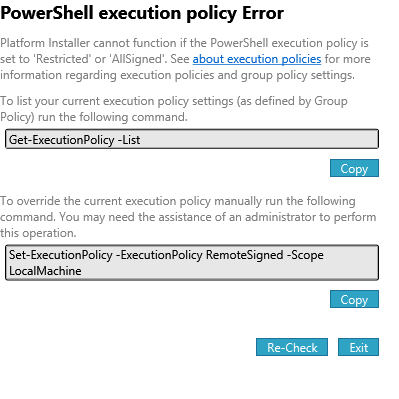 PowerShell execution policy Error
Platform Installer cannot function if the PowerShell execution policy is
set to 'Restricted' or 'AllSigned'. See about execution policies for more
information regarding execution policies and group policy settings.
To list your current execution policy settings (as defined by Group
Policy) run the following command.
Get-ExecutionPolicy -List
Copy
To override the current execution policy manually run the following
command. You may need the assistance of an administrator to perform
this operation.
Set-ExecutionPolicy -ExecutionPolicy RemoteSigned -Scope
LocalMachine
Copy
Re-Check Exit